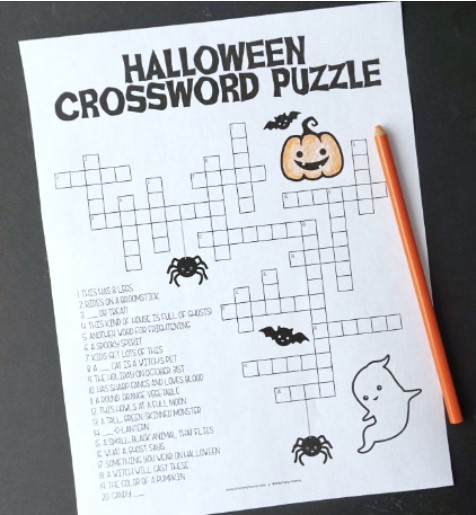 HALLOWEEN
CROSSWORD PUZZLE
1. THIS HAS 8 LEGS
2. RIDES ON A BROOMSTICK
3. ___ OR TREAT
4. THIS KIND OF HOUSE IS FULL OF GHOSTS!
5. ANOTHER WORD FOR FRIGHTENING
6. A SPOOKY SPIRIT
7. KIDS GET LOTS OF THIS
8. A ___ CAT IS A WITCH'S PET
9. THE HOLIDAY ON OCTOBER 31ST
10. HAS SHARP FANGS AND LOVES BLOOD
11. A ROUND, ORANGE VEGETABLE
12. THIS HOWLS AT A FULL MOON
13. A TALL, GREEN-SKINNED MONSTER
14. ___-O-LANTERN
15. A SMALL, BLACK ANIMAL THAT FLIES
16. WHAT A GHOST SAYS
17. SOMETHING YOU WEAR ON HALLOWEEN
18. A WITCH WILL CAST THESE
19. THE COLOR OF A PUMPKIN
20. CANDY ___